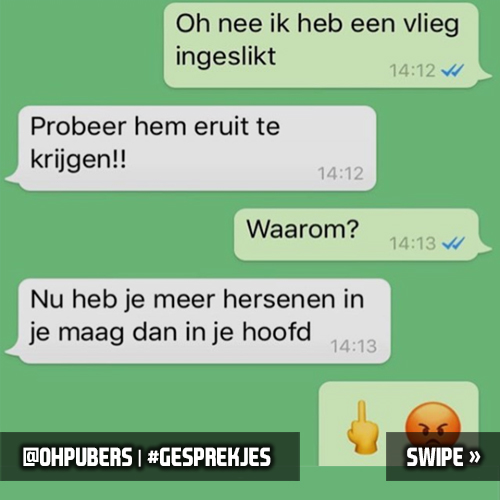 Oh nee ik heb een vlieg
ingeslikt
14:12
Probeer hem eruit te
krijgen!!
14:12
Waarom?
14:13
Nu heb je meer hersenen in
je maag dan in je hoofd
14:13
@OHPUBERS | #GESPREKJES
SWIPE »